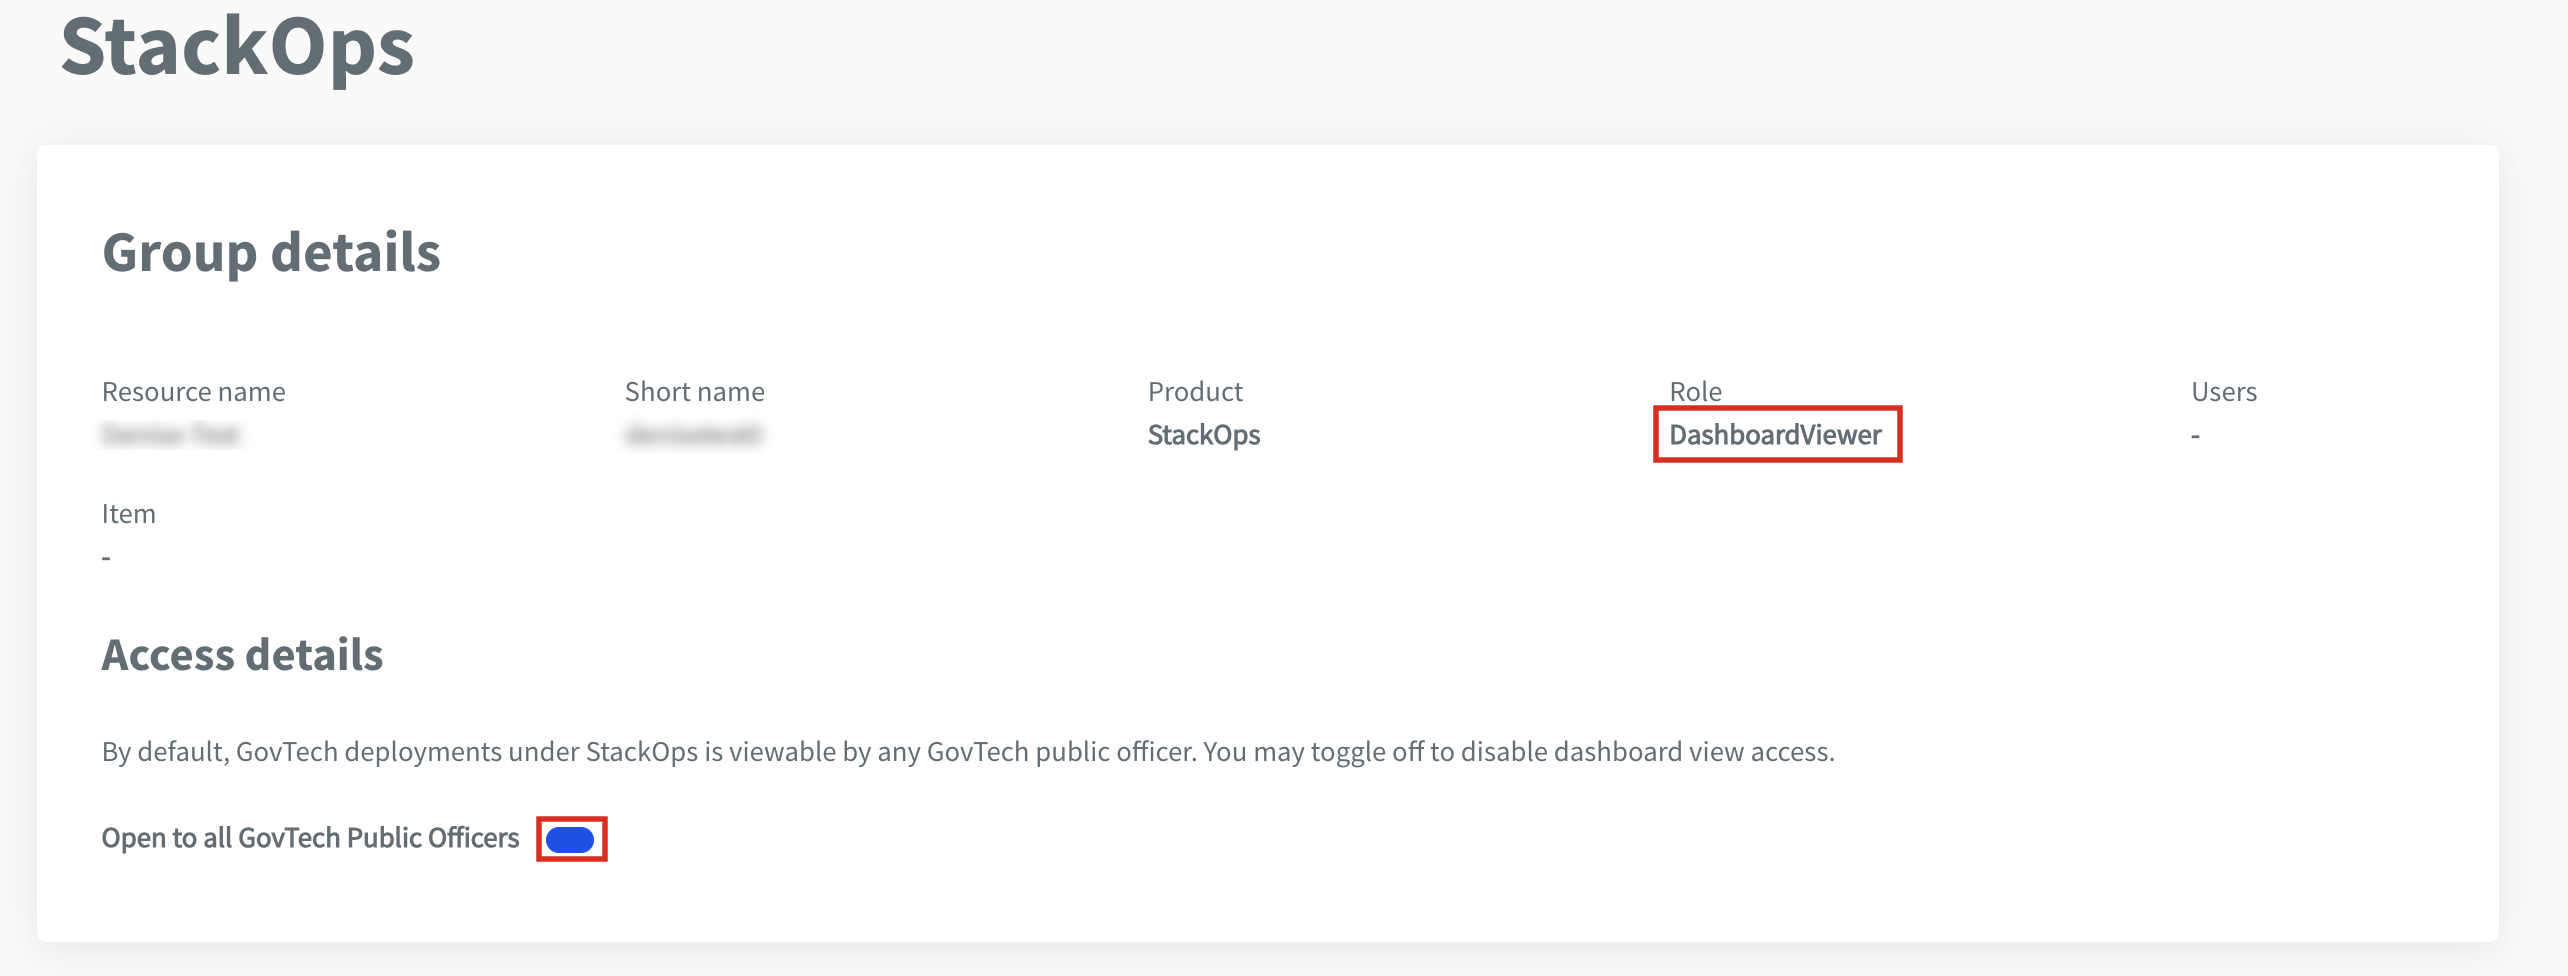 StackOps
Group details
Resource name
Short name
Product
StackOps
Role
DashboardViewer
Users
-
Item
-
Access details
By default, GovTech deployments under StackOps is viewable by any GovTech public officer. You may toggle off to disable dashboard view access.
Open to all GovTech Public Officers